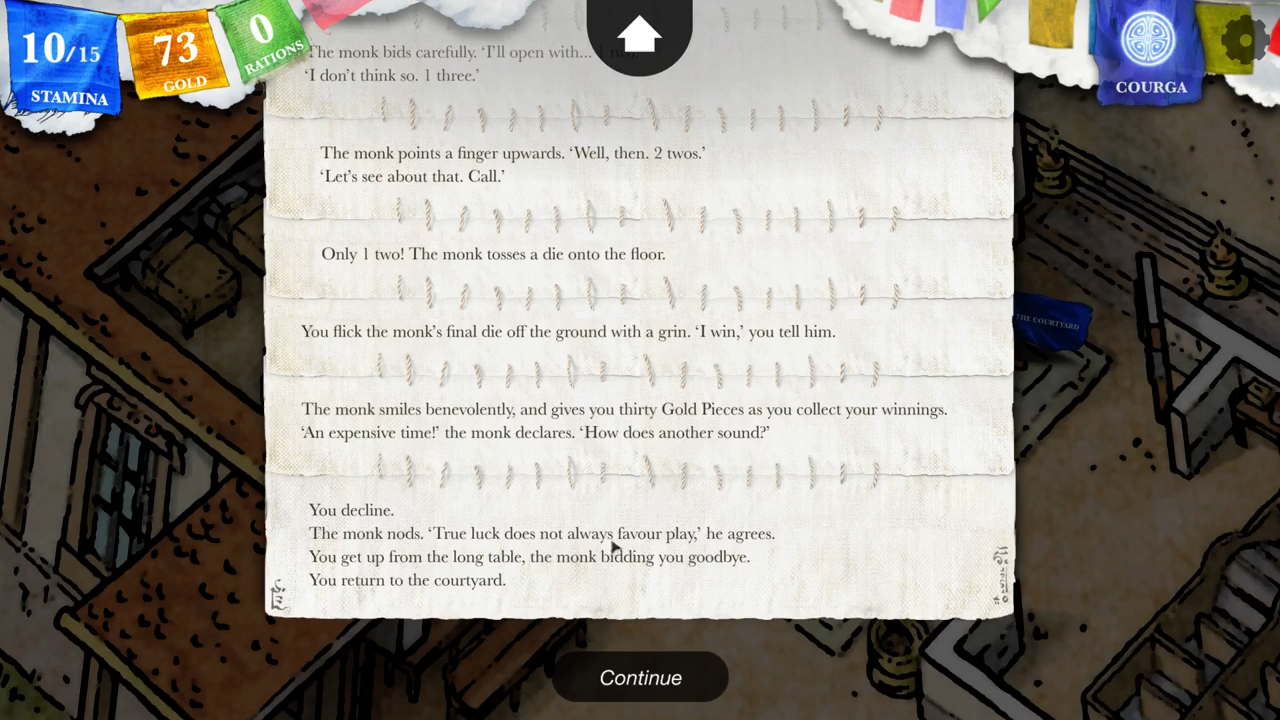 10/15
STAMINA
73
GOLD
0
RATIONS
COURGA
The monk bids carefully. ‘I’ll open with... 1 two.’
‘I don’t think so. 1 three.’
The monk points a finger upwards. ‘Well, then. 2 twos.’
‘Let’s see about that. Call.’
Only 1 two! The monk tosses a die onto the floor.
THE COURTYARD
You flick the monk’s final die off the ground with a grin. ‘I win,’ you tell him.
The monk smiles benevolently, and gives you thirty Gold Pieces as you collect your winnings.
‘An expensive time!’ the monk declares. ‘How does another sound?’
You decline.
The monk nods. ‘True luck does not always favour play,’ he agrees.
You get up from the long table, the monk bidding you goodbye.
You return to the courtyard.
Continue